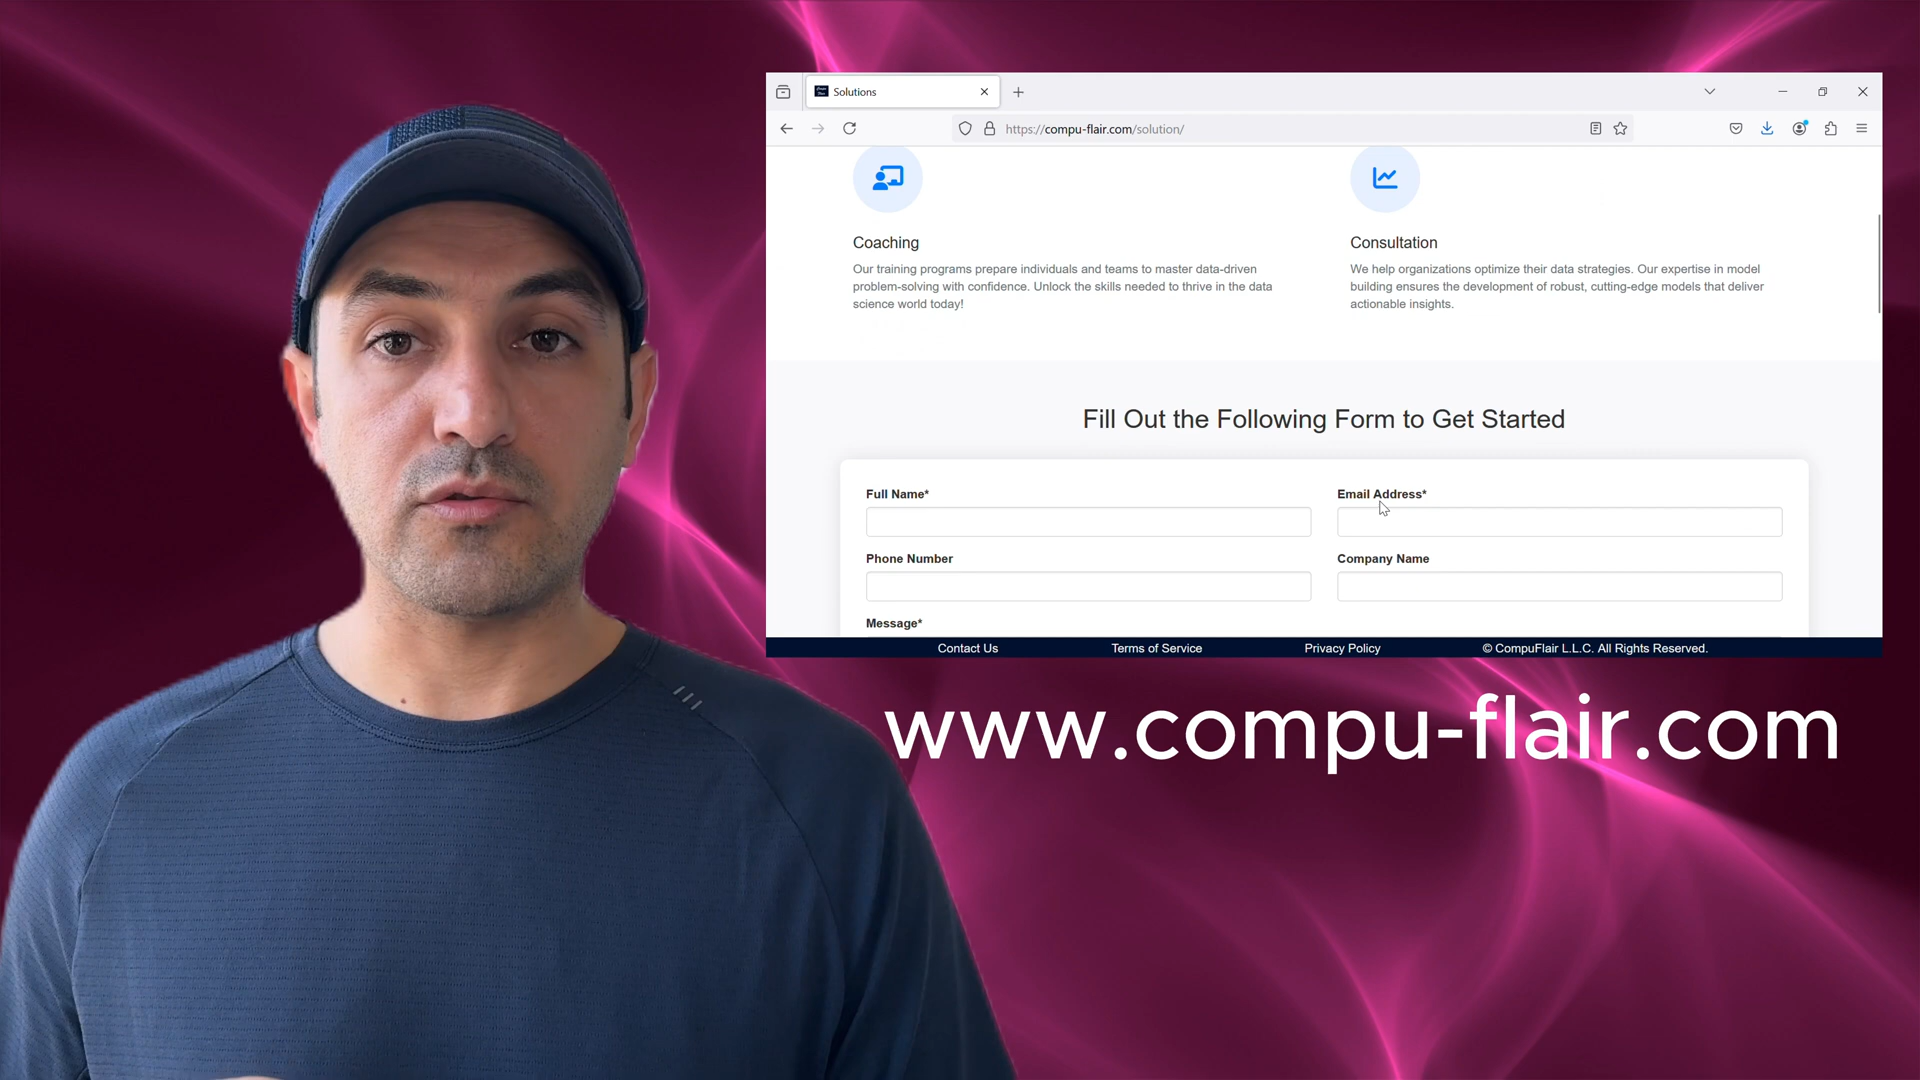 Solutions
https://compu-flair.com/solution/
Coaching
Our training programs prepare individuals and teams to master data-driven
problem-solving with confidence. Unlock the skills needed to thrive in the data
science world today!
Consultation
We help organizations optimize their data strategies. Our expertise in model
building ensures the development of robust, cutting-edge models that deliver
actionable insights.
Fill Out the Following Form to Get Started
Full Name*
Email Address*
Phone Number
Company Name
Message*
Contact Us
Terms of Service
Privacy Policy
© CompuFlair L.L.C. All Rights Reserved.
www.compu-flair.com